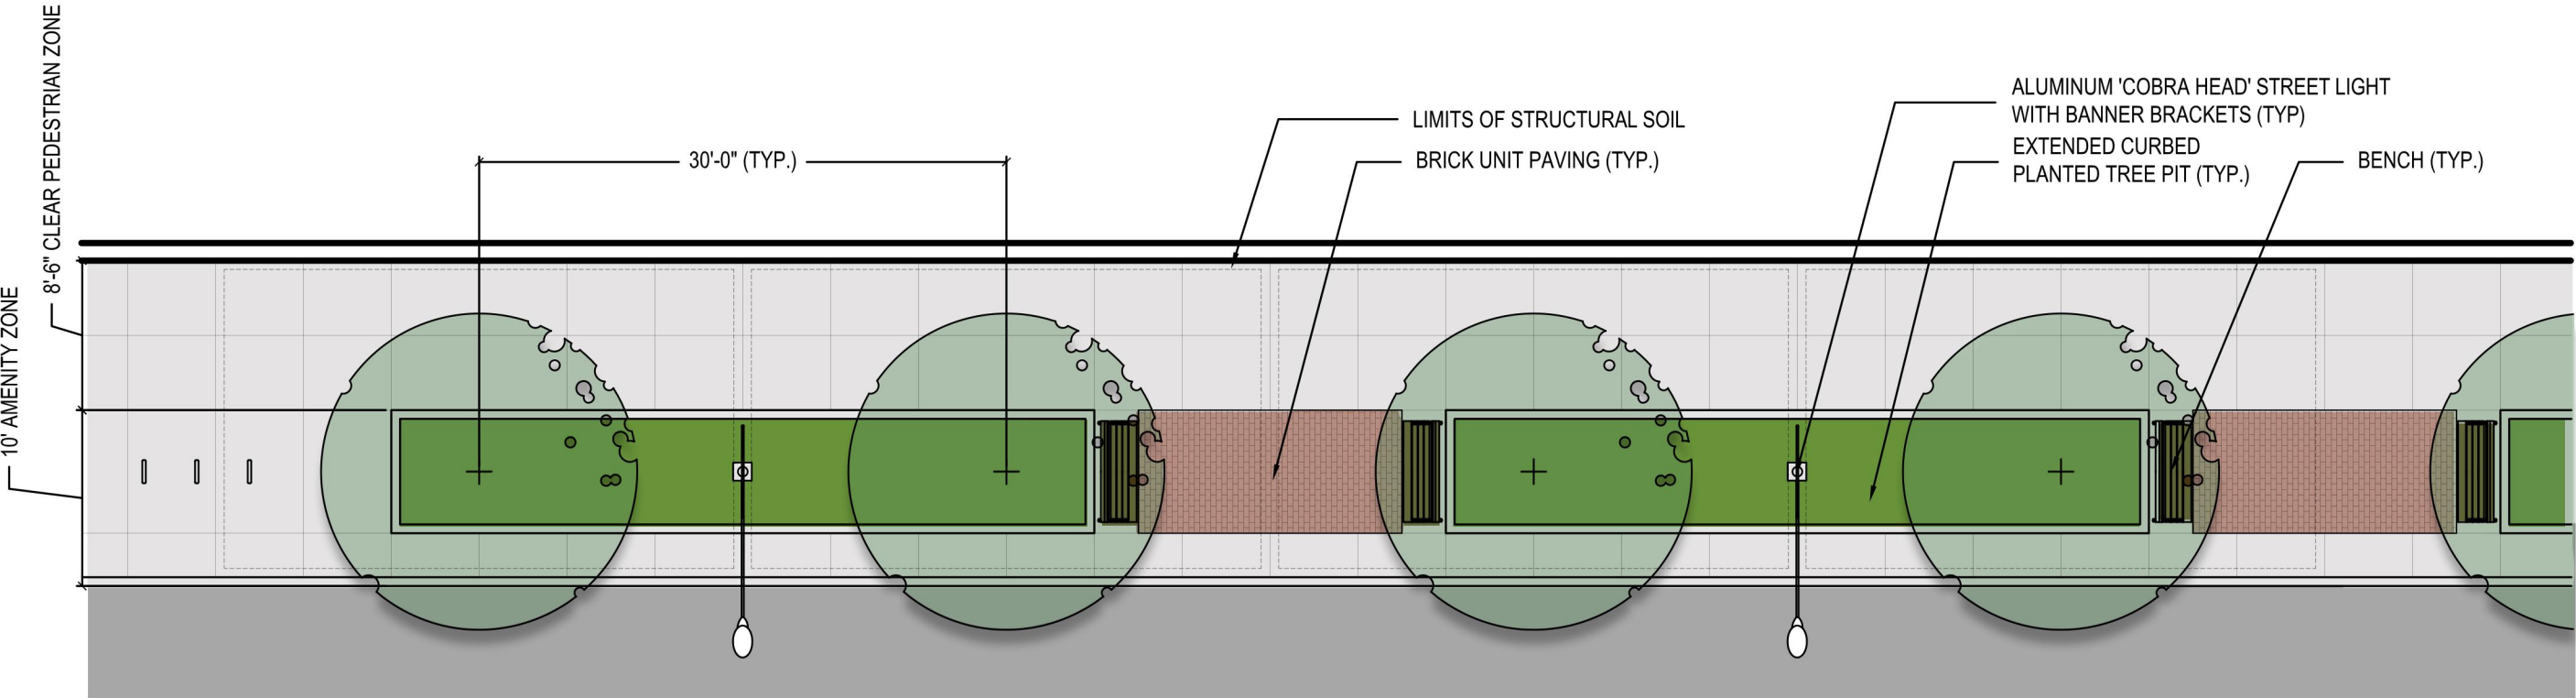 8'-6" CLEAR PEDESTRIAN ZONE
10' AMENITY ZONE
30'-0" (TYP.)
LIMITS OF STRUCTURAL SOIL
BRICK UNIT PAVING (TYP.)
ALUMINUM 'COBRA HEAD' STREET LIGHT
WITH BANNER BRACKETS (TYP)
EXTENDED CURBED
PLANTED TREE PIT (TYP.)
BENCH (TYP.)